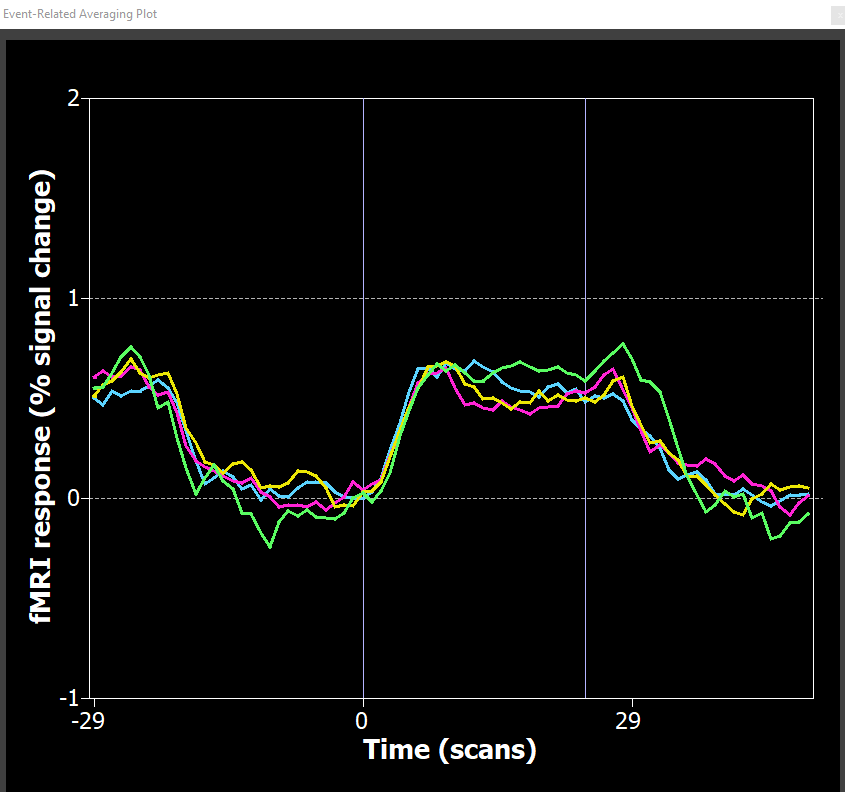 Event-Related Averaging Plot
2
1
0
-1
fMRI response (% signal change)
-29
0
29
Time (scans)